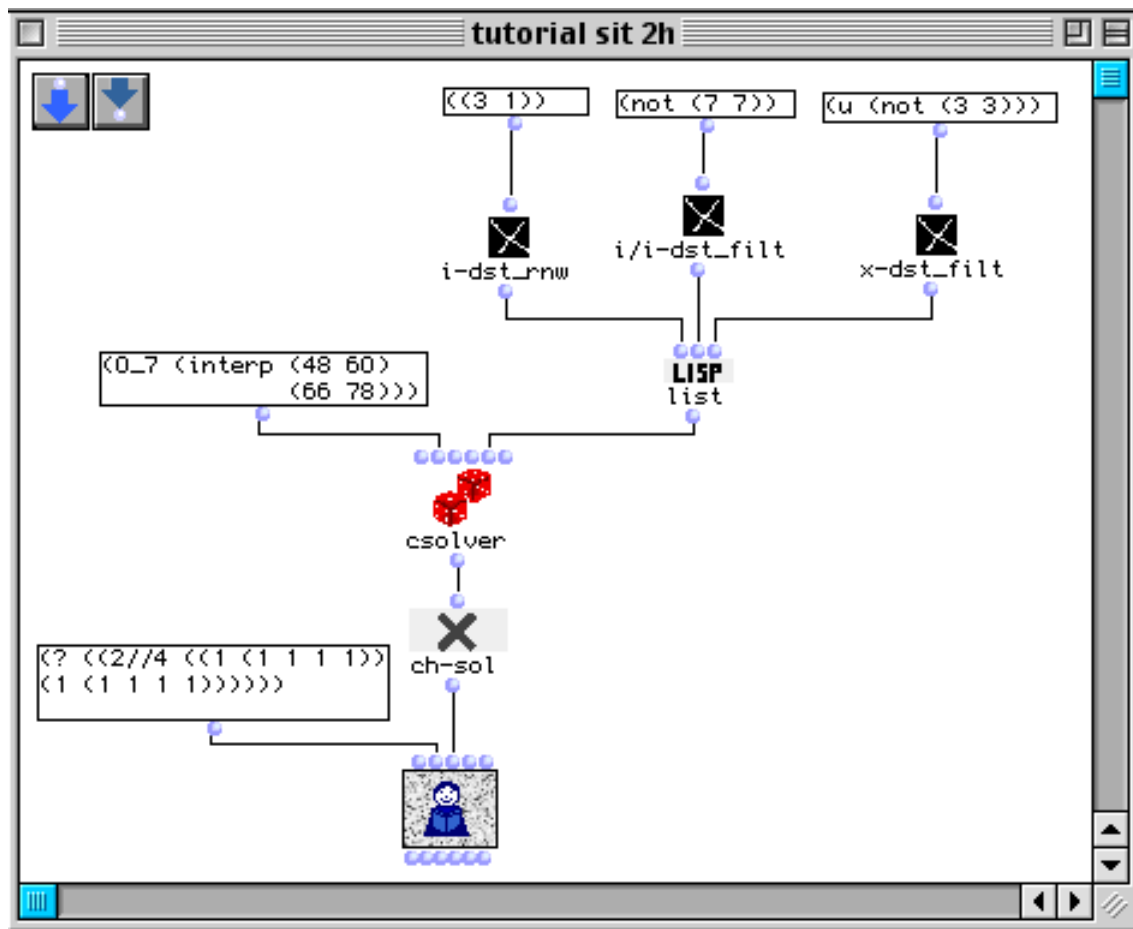 tutorial sit 2h
((3 1))
(not (7 7))
(u (not (3 3)))
i-dst_rnw
i/i-dst_filt
x-dst_filt
(0_7 (interp (48 60)
(66 78)))
LISP
list
csolver
ch-sol
(? ((2//4 ((1 (1 1 1 1))
(1 (1 1 1 1))))))